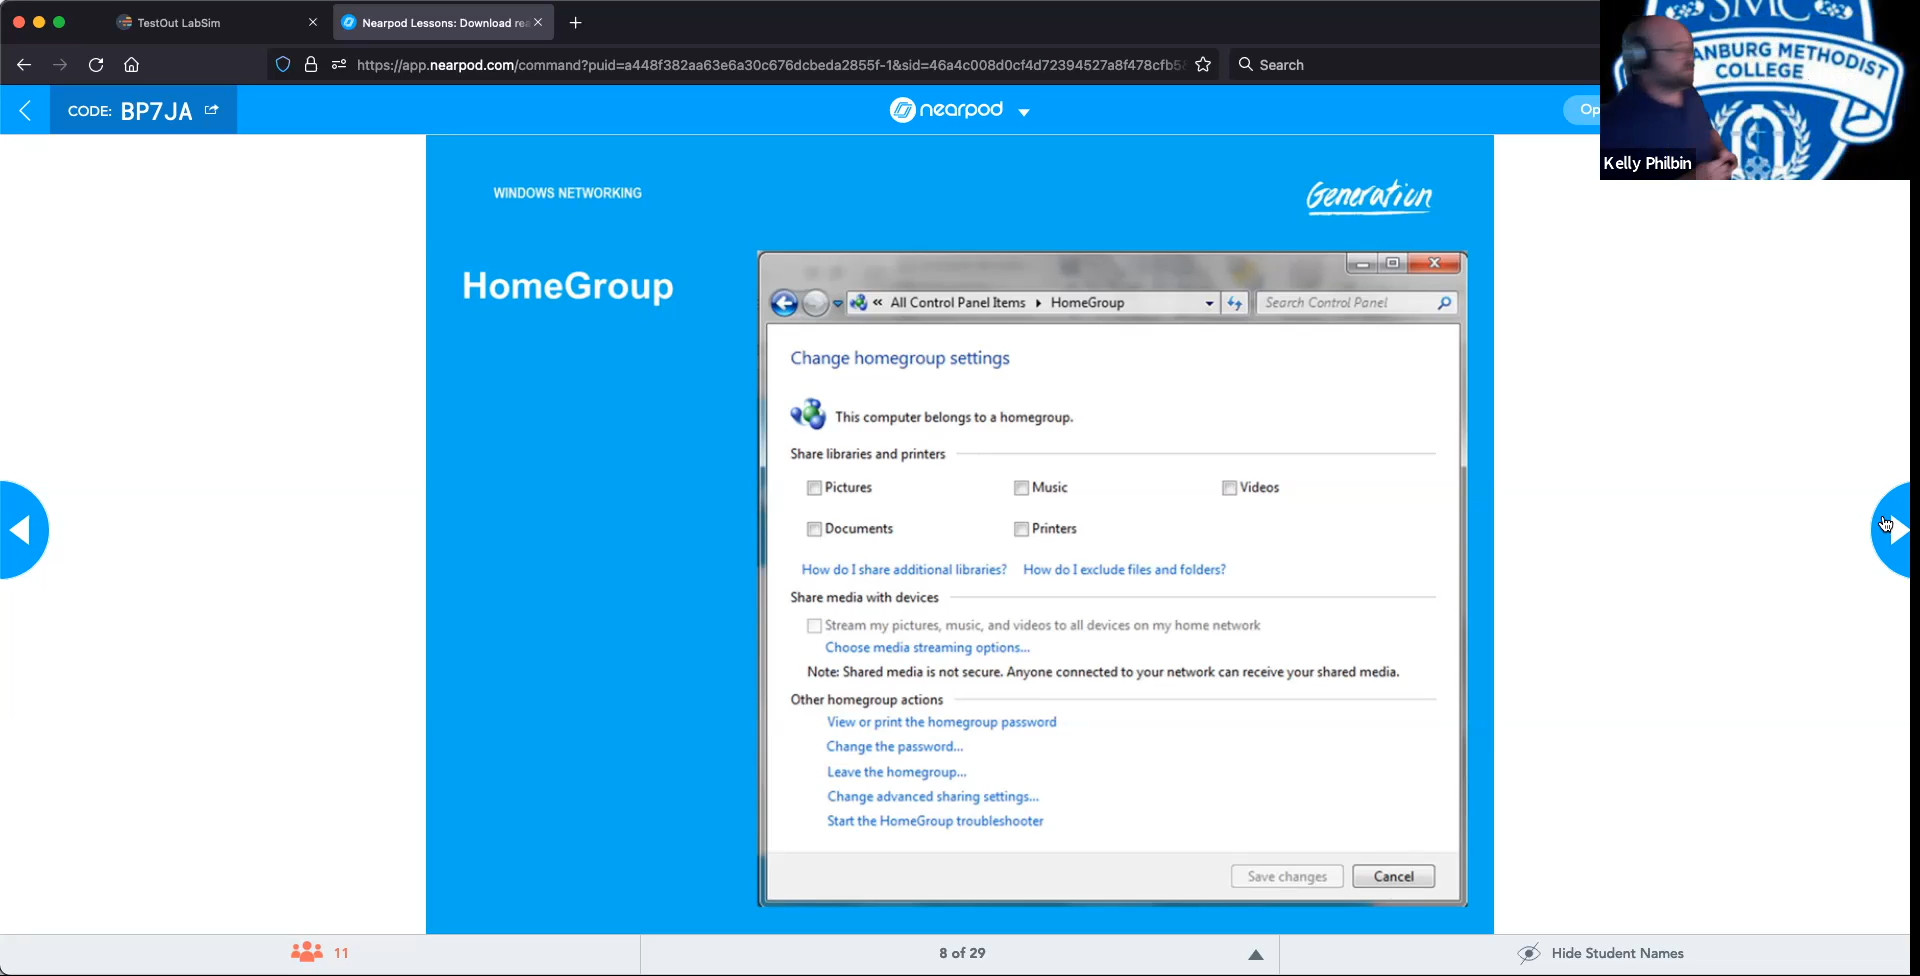 TestOut LabSim
Nearpod Lessons: Download rea
https://app.nearpod.com/command?puid=a448f382aa63e6a30c676dcbeda2855f-1&sid=46a4c008d0cf4d72394527a8f478cfb5
Search
CODE: BP7JA
nearpod
Op
SMC
ANBURG METHODIST
COLLEGE
Kelly Philbin
WINDOWS NETWORKING
Generation
HomeGroup
« All Control Panel Items HomeGroup
Search Control Panel
Change homegroup settings
This computer belongs to a homegroup.
Share libraries and printers
Pictures Music Videos
Documents Printers
How do I share additional libraries? How do I exclude files and folders?
Share media with devices
Stream my pictures, music, and videos to all devices on my home network
Choose media streaming options...
Note: Shared media is not secure. Anyone connected to your network can receive your shared media.
Other homegroup actions
View or print the homegroup password
Change the password...
Leave the homegroup...
Change advanced sharing settings...
Start the HomeGroup troubleshooter
Save changes Cancel
11
8 of 29
Hide Student Names